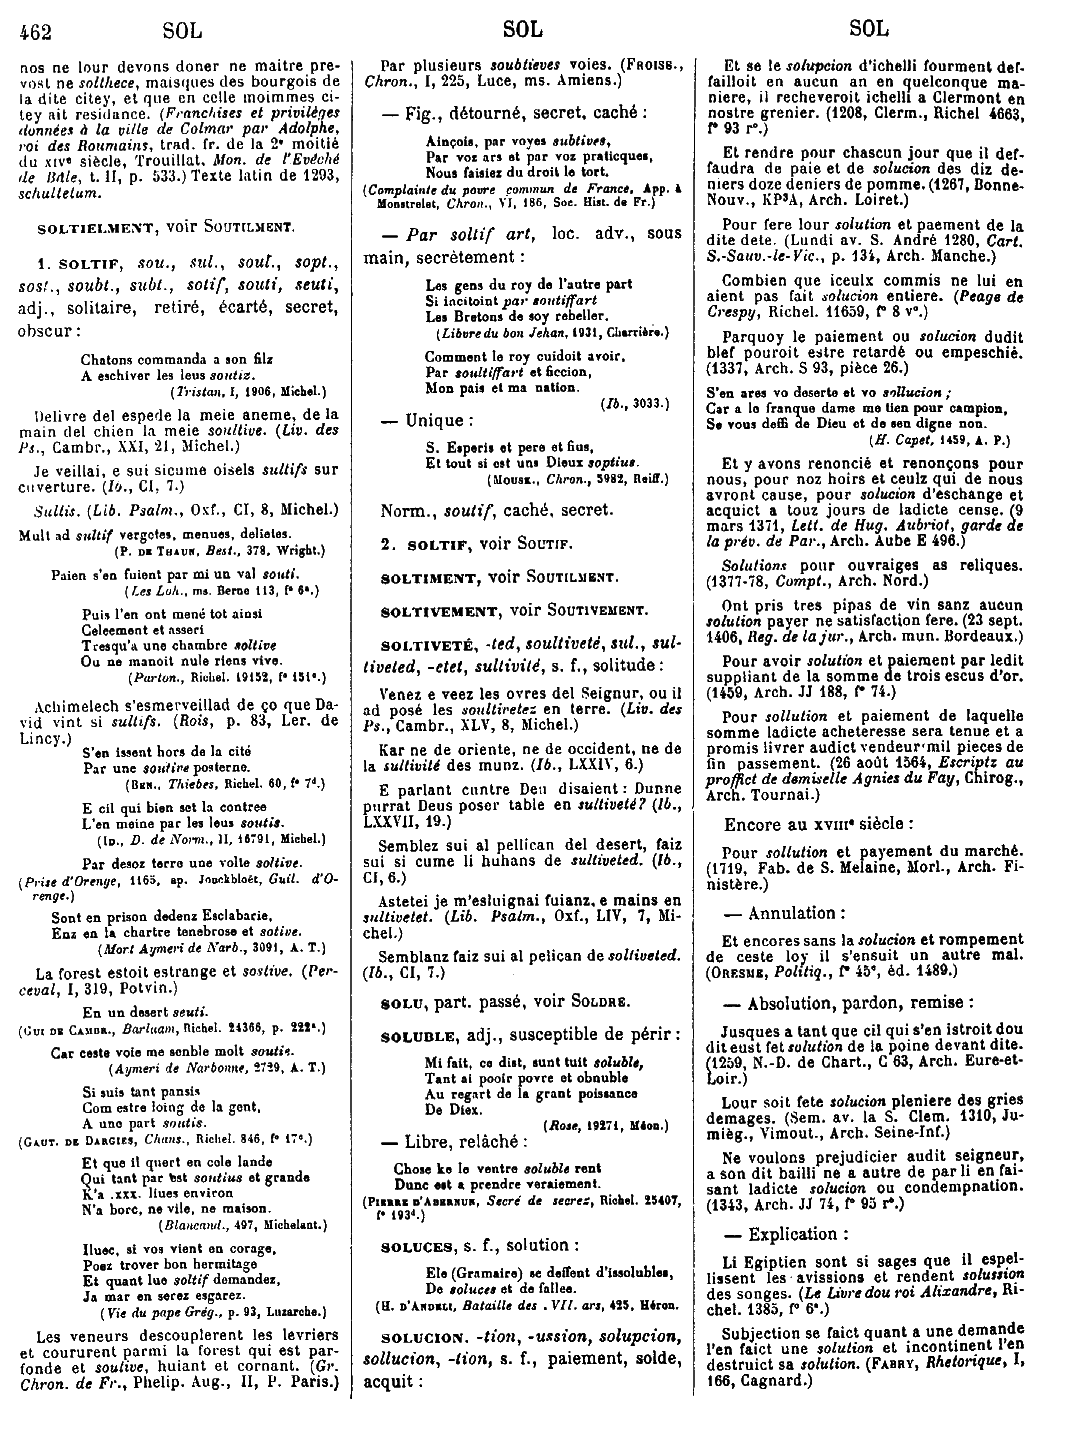 462
SOL
SOL
SOL
nos ne lour devons doner ne maitre pre-
vost ne solthece, maisques des bourgois de
la dite citey, et que en celle moimmes ci-
tey ait residance. (Franchises et privilèges
données à la ville de Colmar par Adolphe,
roi des Roumains, trad. fr. de la 2e moitié
du XIVe siècle, Trouillat, Mon. de l'Evéché
de Bâle, t. II, p. 533.) Texte latin de 1293,
schultetum.
SOLTIELMENT, voir SOUTILMENT.
1. SOLTIF, sou., sul., souf., sopt.,
sost., soubt., subt., sotif, souti, seuti,
adj., solitaire, retiré, écarté, secret,
obscur :
Chatons commanda a son filz
A eschiver les leus soutiz.
(Tristan, I, 1906, Michel.)
Delivre del espede la meie aneme, de la
main del chien la meie soultive. (Liv. des
Ps., Cambr., XXI, 21, Michel.)
Je veillai, e sui sicume oisels sultifs sur
cuverture. (Ib., CI, 7.)
Sultis. (Lib. Psalm., Oxf., CI, 8, Michel.)
Mult ad sultif vergetes, menues, deliees.
(P. DE THAUN, Best., 378, Wright.)
Paien s'en fuient par mi un val souti.
(Les Loh., ms. Berne 113, f° 6a.)
Puis l'en ont mené tot ainsi
Celeement et asseri
Tresqu'a une chambre soltive
Ou ne manoit nule riens vive.
(Parton., Richel. 19152, f° 151a.)
Achimelech s'esmerveillad de ço que Da-
vid vint si sultifs. (Rois, p. 83, Ler. de
Lincy.)
S'en issent hors de la cité
Par une soutive posterne.
(BEN., Thiebes, Richel. 60, f° 7d.)
E cil qui bien set la contree
L'en meine par les leus soutis.
(ID., D. de Norm., II, 16791, Michel.)
Par desoz terre une volte soltive.
(Prise d'Orenge, 1165, ap. Jonckbloët, Guil. d'O-
renge.)
Sont en prison dedenz Esclabarie,
Enz en la chartre tenebrose et sotive.
(Mort Aymeri de Narb., 3091, A. T.)
La forest estoit estrange et sostive. (Per-
ceval, I, 319, Potvin.)
En un desert seuti.
(GUI DE CAMBR., Barlaam, Richel. 24366, p. 222a.)
Car ceste voie me senble molt soutie.
(Aymeri de Narbonne, 2729, A. T.)
Si suis tant pansis
Com estre loing de la gent,
A une part soutis.
(GAUT. DE DARGIES, Chans., Richel. 846, f° 17c.)
Et que il quert en cele lande
Qui tant par est soutius et grande
K'a .xxx. liues environ
N'a borc, ne vile, ne maison.
(Blancand., 497, Michelant.)
Iluec, si vos vient en corage,
Poez trover bon hermitage
Et quant lue soltif demandez,
Ja mar en serez esgarez.
(Vie du pape Grég., p. 93, Luzarche.)
Les veneurs descouplerent les levriers
et coururent parmi la forest qui est par-
fonde et soutive, huiant et cornant. (Gr.
Chron. de Fr., Phelip. Aug., II, P. Paris.)
Par plusieurs soubtieves voies. (FROISS.,
Chron., I, 225, Luce, ms. Amiens.)
— Fig., détourné, secret, caché :
Ainçois, par voyes subtives,
Par voz ars et par voz praticques,
Nous faisiez du droit le tort.
(Complainte du povre commun de France, App. à
Monstrelet, Chron., VI, 186, Soc. Hist. de Fr.)
— Par soltif art, loc. adv., sous
main, secrètement :
Les gens du roy de l'autre part
Si incitoint par soutiffart
Les Bretons de soy rebeller.
(Libvre du bon Jehan, 1931, Charrière.)
Comment le roy cuidoit avoir,
Par soultiffart et ficcion,
Mon pais et ma nation.
(Ib., 3033.)
— Unique :
S. Esperis et pere et fius,
Et tout si est uns Dieux soptius.
(MOUSK., Chron., 5982, Reiff.)
Norm., soutif, caché, secret.
2. SOLTIF, voir SOUTIF.
SOLTIMENT, voir SOUTILMENT.
SOLTIVEMENT, voir SOUTIVEMENT.
SOLTIVETÉ, -ted, soultiveté, sul., sul-
tiveted, -etet, sultivité, s. f., solitude :
Venez e veez les ovres del Seignur, ou il
ad posé les soultiretez en terre. (Liv. des
Ps., Cambr., XLV, 8, Michel.)
Kar ne de oriente, ne de occident, ne de
la sultivité des munz. (Ib., LXXIV, 6.)
E parlant cuntre Deu disaient : Dunne
purrat Deus poser table en sultiveté ? (Ib.,
LXXVII, 19.)
Semblez sui al pellican del desert, faiz
sui si cume li huhans de sultiveted. (Ib.,
CI, 6.)
Astetei je m'esluignai fuianz, e mains en
sultivetet. (Lib. Psalm., Oxf., LIV, 7, Mi-
chel.)
Semblanz faiz sui al pelican de solliveted.
(Ib., CI, 7.)
SOLU, part. passé, voir SOLDRE.
SOLUBLE, adj., susceptible de périr :
Mi fait, ce dist, sunt tuit soluble,
Tant ai pooir povre et obnuble
Au regart de la grant poissance
De Diex.
(Rose, 19271, Méon.)
— Libre, relâché :
Chose ke le ventre soluble rent
Dunc est a prendre veraiement.
(PIERRE D'ABERNUN, Secré de secrez, Richel. 25407,
f° 193d.)
SOLUCES, s. f., solution :
Ele (Gramaire) se deffent d'issolubles,
De soluces et de fallee.
(H. D'ANDELI, Bataille des .VII. ars, 425, Héron.
SOLUCION. -tion, -ussion, solupcion,
sollucion, -tion, s. f., paiement, solde,
acquit :
Et se le solupcion d'ichelli fourment def-
failloit en aucun an en quelconque ma-
niere, il recheveroit ichelli a Clermont en
nostre grenier. (1208, Clerm., Richel 4663,
f° 93 r°.)
Et rendre pour chascun jour que il def-
faudra de paie et de solucion des diz de-
niers doze deniers de pomme. (1267, Bonne-
Nouv., KP3A, Arch. Loiret.)
Pour fere lour solution et paement de la
dite dete. (Lundi av. S. André 1280, Cart.
S.-Sauv.-le-Vic., p. 134, Arch. Manche.)
Combien que iceulx commis ne lui en
aient pas fait solucion entiere. (Peage de
Crespy, Richel. 11659, f° 8 v°.)
Parquoy le paiement ou solucion dudit
blef pouroit estre retardé ou empeschié.
(1337, Arch. S 93, pièce 26.)
S'en ares vo deserte et vo sollucion ;
Car a le franque dame me tien pour campion,
Se vous deffi de Dieu et de sen digne non.
(H. Capet, 1459, A. P.)
Et y avons renoncié et renonçons pour
nous, pour noz hoirs et ceulz qui de nous
avront cause, pour solucion d'eschange et
acquict a touz jours de ladicte cense. (9
mars 1371, Lett. de Hug. Aubriot, garde de
la prév. de Par., Arch. Aube E 496.)
Solutions pour ouvraiges as reliques.
(1377-78, Compt., Arch. Nord.)
Ont pris tres pipas de vin sanz aucun
solution payer ne satisfaction fere. (23 sept.
1406, Reg. de la jur., Arch. mun. Bordeaux.)
Pour avoir solution et paiement par ledit
suppliant de la somme de trois escus d'or.
(1459, Arch. JJ 188, f° 74.)
Pour sollution et paiement de laquelle
somme ladicte acheteresse sera tenue et a
promis livrer audict vendeur mil pieces de
fin passement. (26 août 1564, Escriptz au
proffict de demiselle Agnies du Fay, Chirog.,
Arch. Tournai.)
Encore au XVIIIe siècle :
Pour sollution et payement du marché.
(1719, Fab. de S. Melaine, Morl., Arch. Fi-
nistère.)
— Annulation :
Et encores sans la solucion et rompement
de ceste loy il s'ensuit un autre mal.
(ORESME, Politiq., f° 45c, éd. 1489.)
— Absolution, pardon, remise :
Jusques a tant que cil qui s'en istroit dou
dit eust fet solution de la poine devant dite.
(1259, N.-D. de Chart., C 63, Arch. Eure-et-
Loir.)
Lour soit fete solucion pleniere des gries
demages. (Sem. av. la S. Clem. 1310, Ju-
mièg., Vimout., Arch. Seine-Inf.)
Ne voulons prejudicier audit seigneur,
a son dit bailli ne a autre de par li en fai-
sant ladicte solucion ou condempnation.
(1343, Arch. JJ 74, f° 95 r°.)
— Explication :
Li Egiptien sont si sages que il espel-
lissent les avissions et rendent solussion
des songes. (Le Livre dou roi Alixandre, Ri-
chel. 1385, f° 6c.)
Subjection se faict quant a une demande
l'en faict une solution et incontinent l'en
destruict sa solution. (FABRY, Rhetorique, I,
166, Cagnard.)